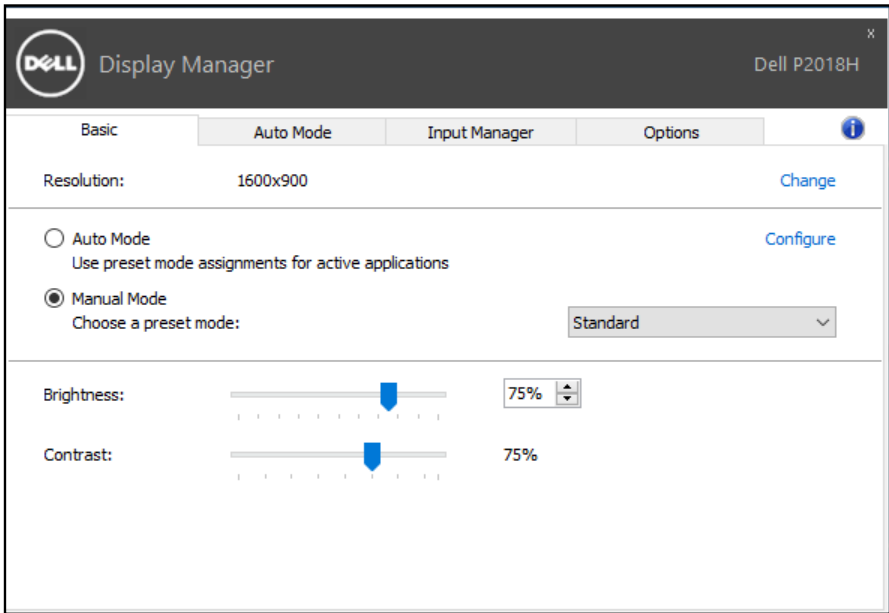 x
DELL
Display Manager
Dell P2018H
Basic
Auto Mode
Input Manager
Options
i
Resolution:
1600x900
Change
Auto Mode
Configure
Use preset mode assignments for active applications
Manual Mode
Choose a preset mode:
Standard
Brightness:
75%
Contrast:
75%